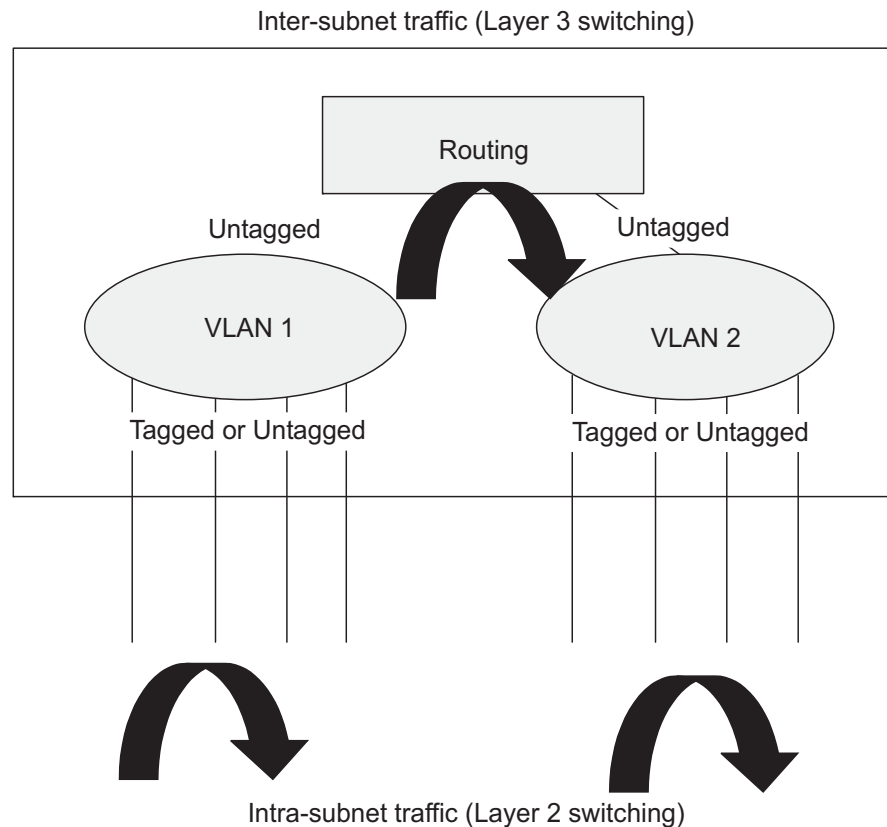 Inter-subnet traffic (Layer 3 switching)
Routing
Untagged
Untagged
VLAN 1
VLAN 2
Tagged or Untagged
Tagged or Untagged
Intra-subnet traffic (Layer 2 switching)